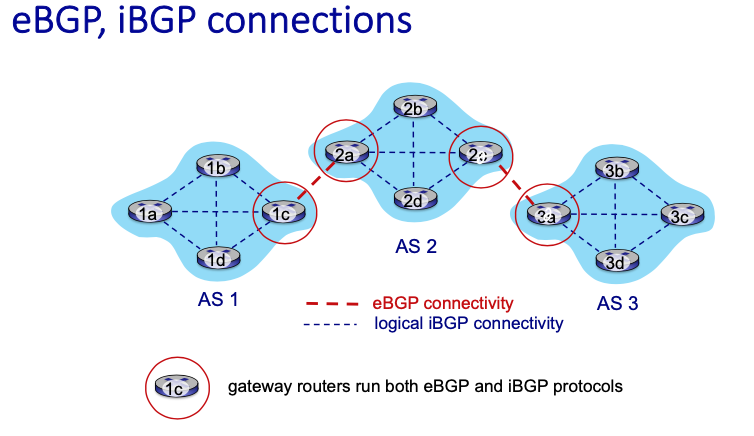 eBGP, iBGP connections
2b
2a
2c
2d
AS 2
1b
1a
1c
1d
AS 1
3b
3a
3c
3d
AS 3
eBGP connectivity
logical iBGP connectivity
1c
gateway routers run both eBGP and iBGP protocols